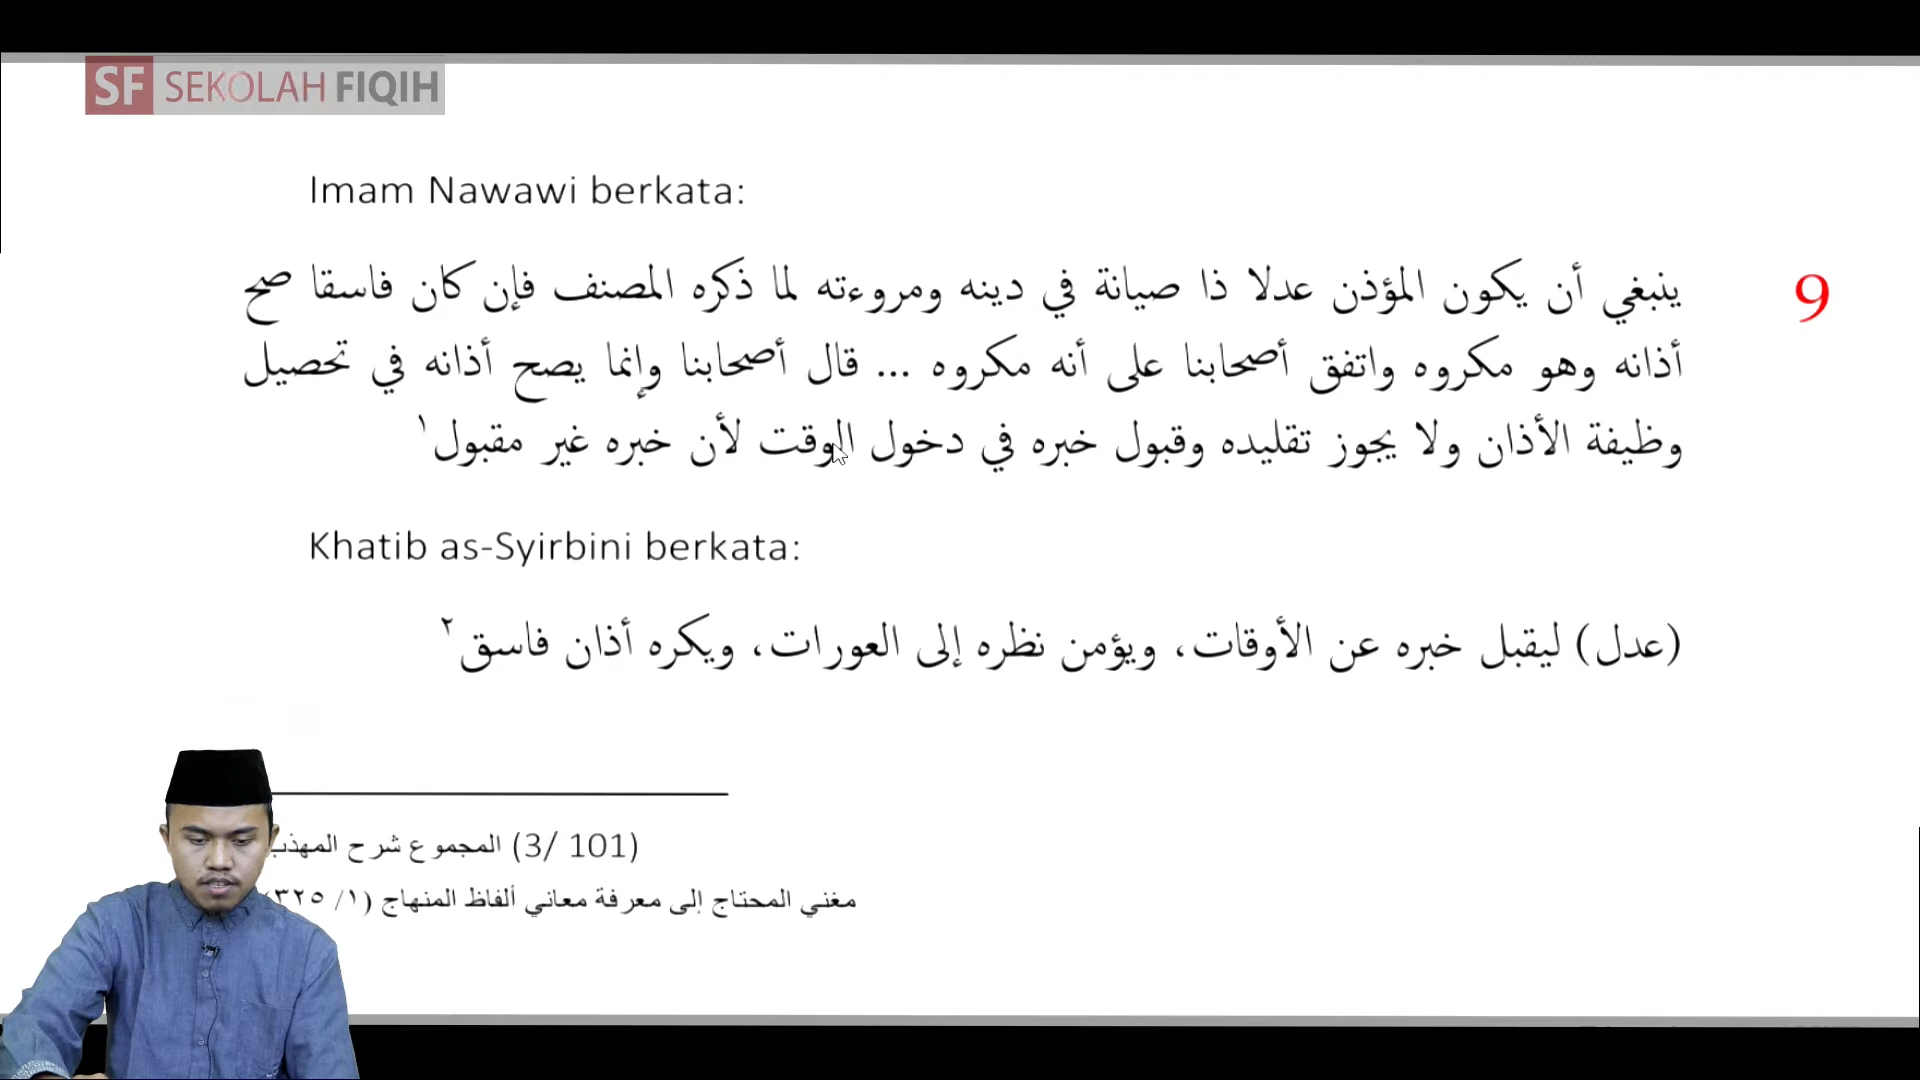 SF SEKOLAH FIQIH
Imam Nawawi berkata:
9
ينبغي أن يكون المؤذن عدلا ذا صيانة في دينه ومروءته لما ذكره المصنف فإن كان فاسقا صح
أذانه وهو مكروه واتفق أصحابنا على أنه مكروه ... قال أصحابنا وإنما يصح أذانه في تحصيل
وظيفة الأذان ولا يجوز تقليده وقبول خبره في دخول الوقت لأن خبره غير مقبول١
Khatib as-Syirbini berkata:
(عدل) ليقبل خبره عن الأوقات، ويؤمن نظره إلى العورات، ويكره أذان فاسق٢
المجموع شرح المهذب (3/ 101)
مغني المحتاج إلى معرفة معاني ألفاظ المنهاج (١/ ٣٢٥)